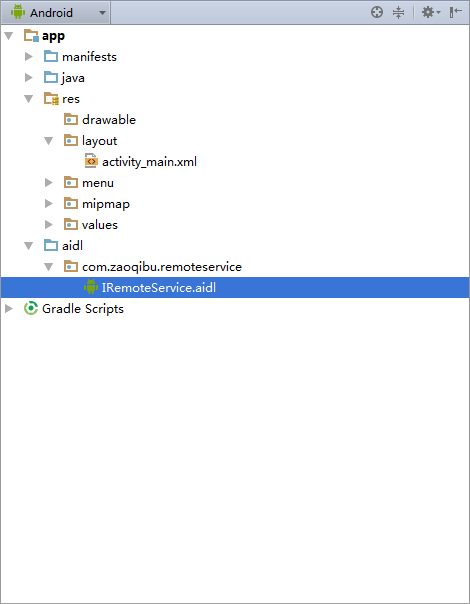 Android
app
manifests
java
res
drawable
layout
activity_main.xml
menu
mipmap
values
aidl
com.zaoqibu.remoteservice
IRemoteService.aidl
Gradle Scripts